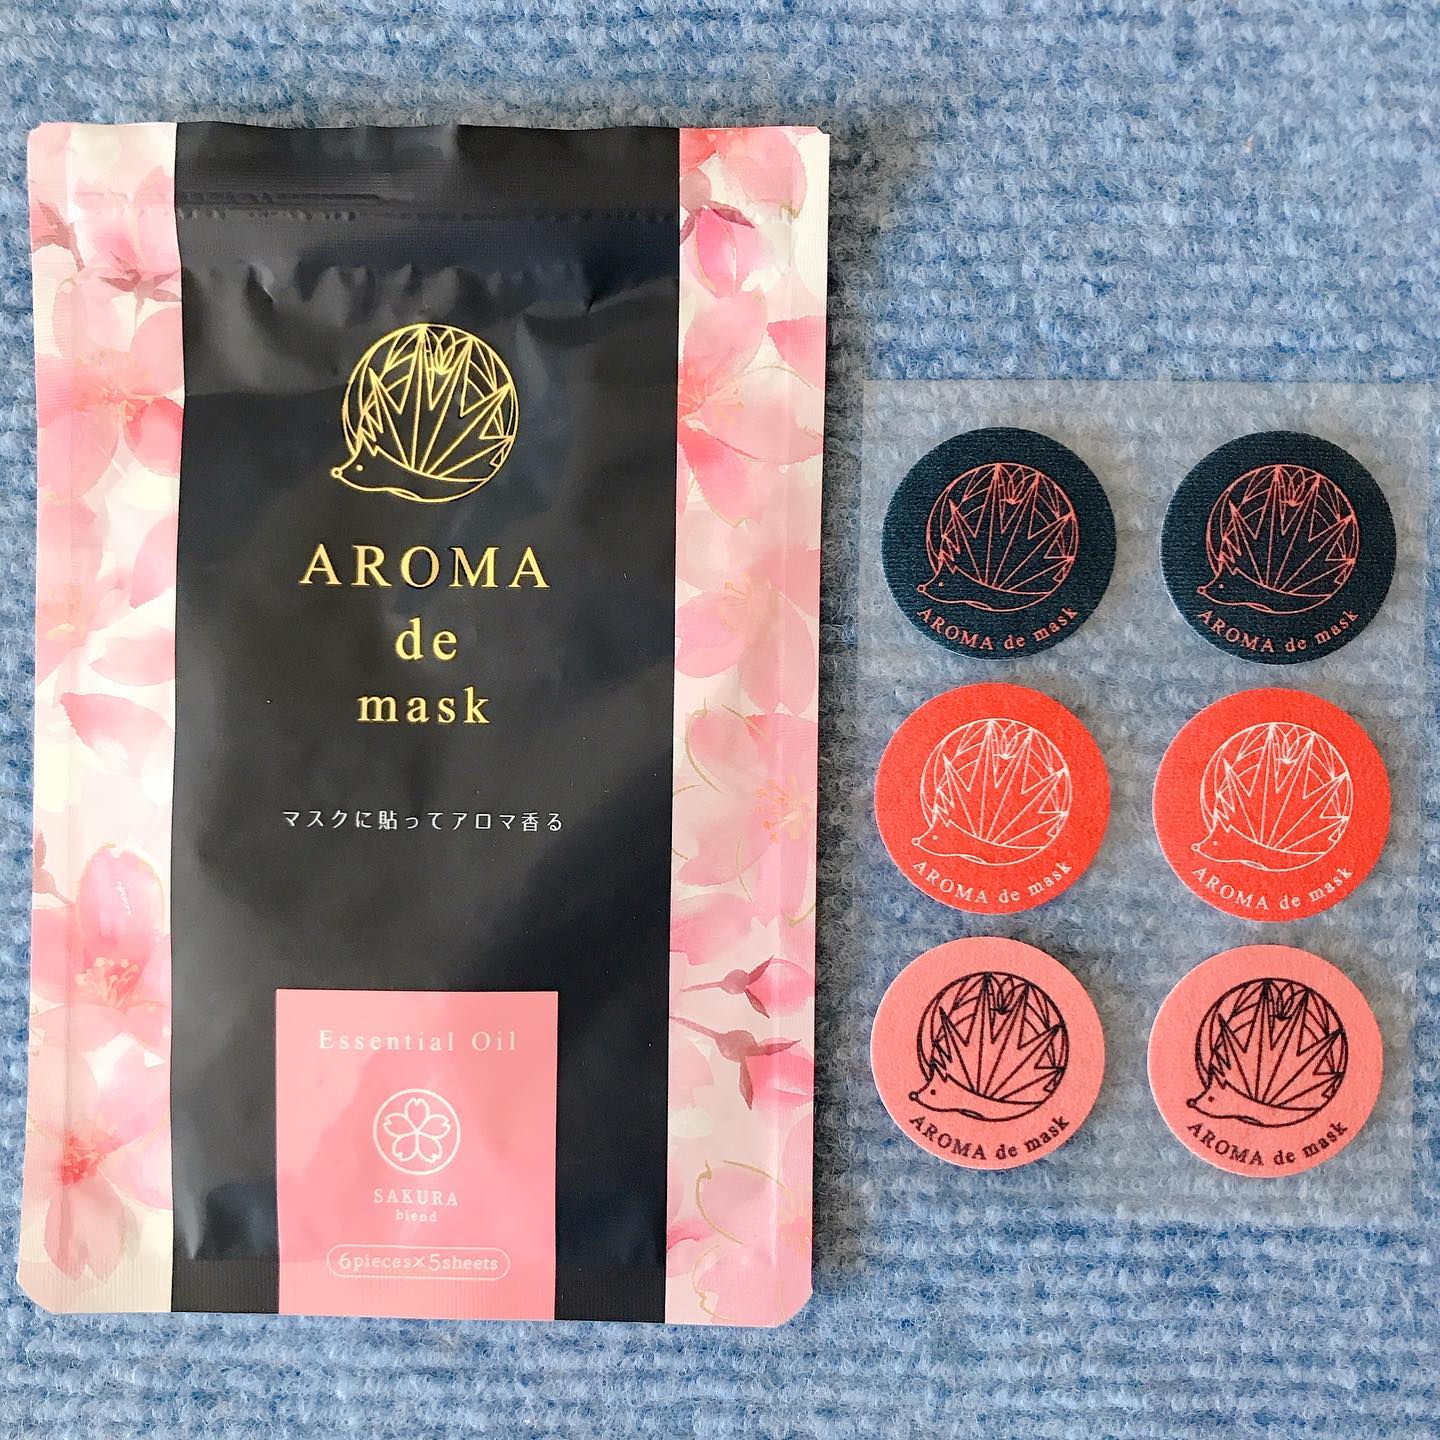 AROMA
de
mask
マスクに貼ってアロマ香る
Essential Oil
SAKURA
blend
6pieces×5sheets
AROMA de mask
AROMA de mask
AROMA de mask
AROMA de mask
AROMA de mask
AROMA de mask